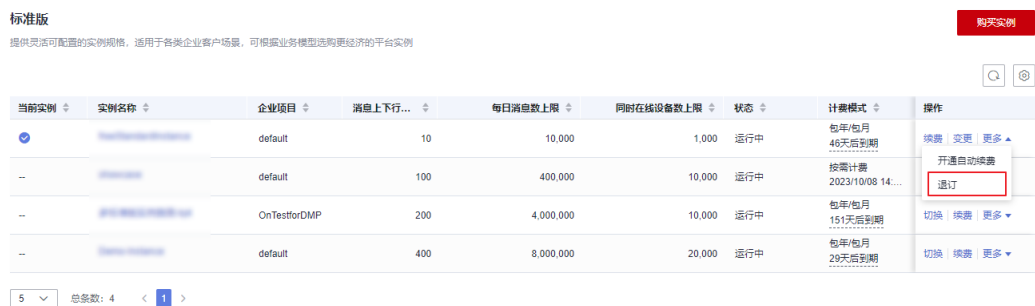 标准版
购买实例
提供灵活可配置的实例规格，适用于各类企业客户场景，可根据业务模型选购更经济的平台实例
当前实例 实例名称 企业项目 消息上下行... 每日消息数上限 同时在线设备数上限 状态 计费模式 操作
default 10 10,000 1,000 运行中 包年/包月 续费 变更 更多
46天后到期
开通自动续费
-- default 100 400,000 10,000 运行中 按需计费
2023/10/08 14:...
退订
-- OnTestforDMP 200 4,000,000 10,000 运行中 包年/包月 切换 续费 更多
151天后到期
-- default 400 8,000,000 20,000 运行中 包年/包月 切换 续费 更多
29天后到期
5 总条数: 4 < 1 >